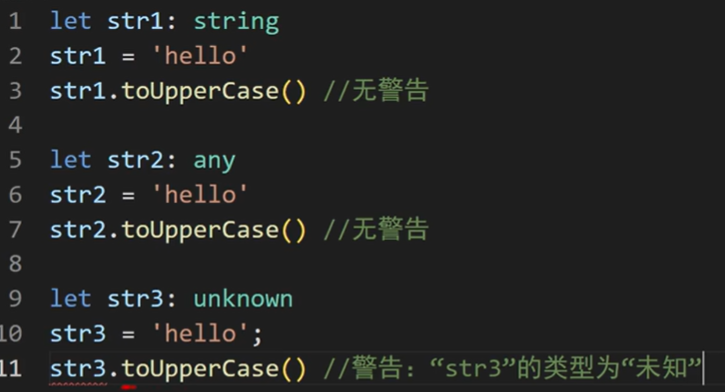 1 let str1: string
2 str1 = 'hello'
3 str1.toUpperCase() //无警告
4
5 let str2: any
6 str2 = 'hello'
7 str2.toUpperCase() //无警告
8
9 let str3: unknown
10 str3 = 'hello';
11 str3.toUpperCase() //警告：“str3”的类型为“未知”